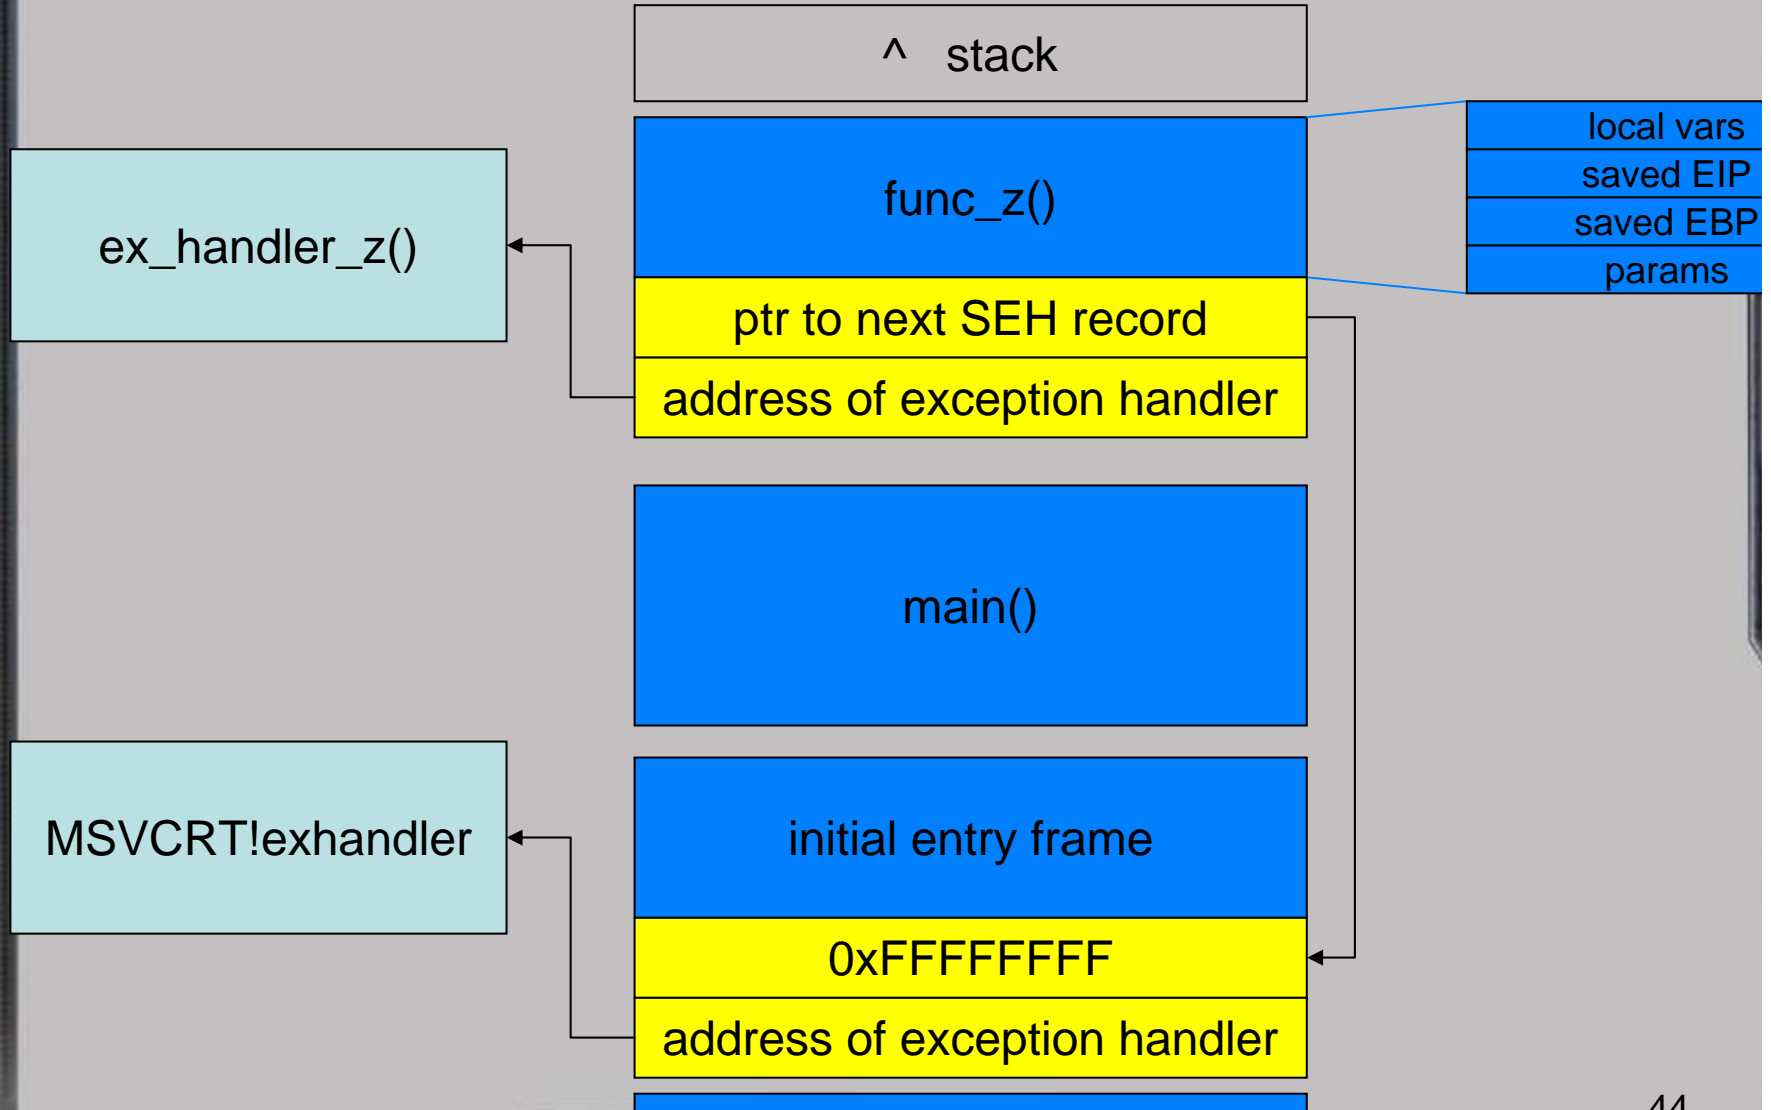 ^ stack
local vars
saved EIP
saved EBP
params
func_z()
ex_handler_z()
ptr to next SEH record
address of exception handler
main()
MSVCRT!exhandler
initial entry frame
0xFFFFFFFF
address of exception handler
44